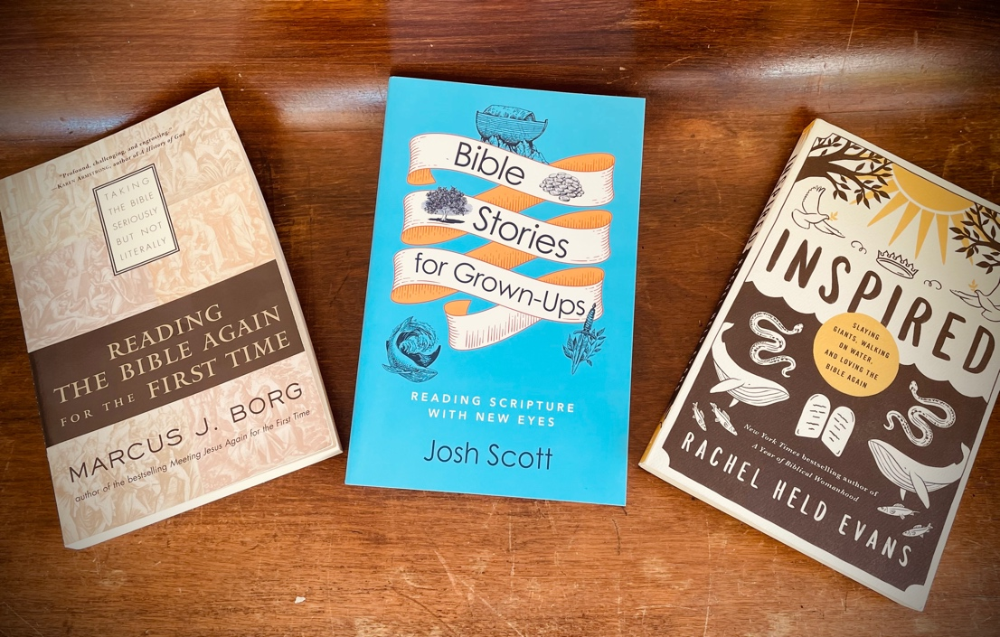 "Profound, challenging, and engrossing."
—KAREN ARMSTRONG, author of A History of God
TAKING
THE BIBLE
SERIOUSLY
BUT NOT
LITERALLY
READING
THE BIBLE AGAIN
FOR THE FIRST TIME
MARCUS J. BORG
author of the bestselling Meeting Jesus Again for the First Time
Bible
Stories
for Grown-Ups
READING SCRIPTURE
WITH NEW EYES
Josh Scott
INSPIRED
SLAYING
GIANTS, WALKING
ON WATER,
AND LOVING THE
BIBLE AGAIN
New York Times bestselling author of
A Year of Biblical Womanhood
RACHEL HELD EVANS